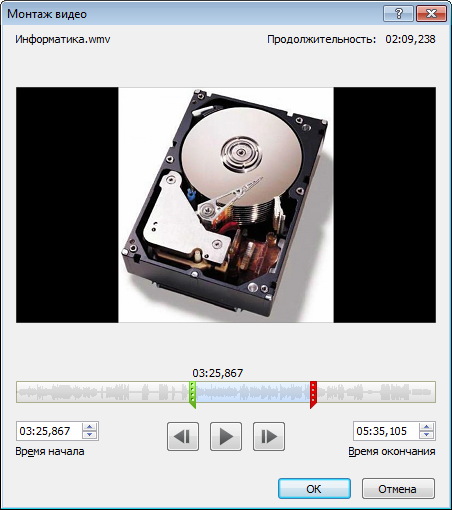 Монтаж видео
Информатика.wmv Продолжительность: 02:09,238
03:25,867
03:25,867 05:35,105
Время начала Время окончания
ОК Отмена